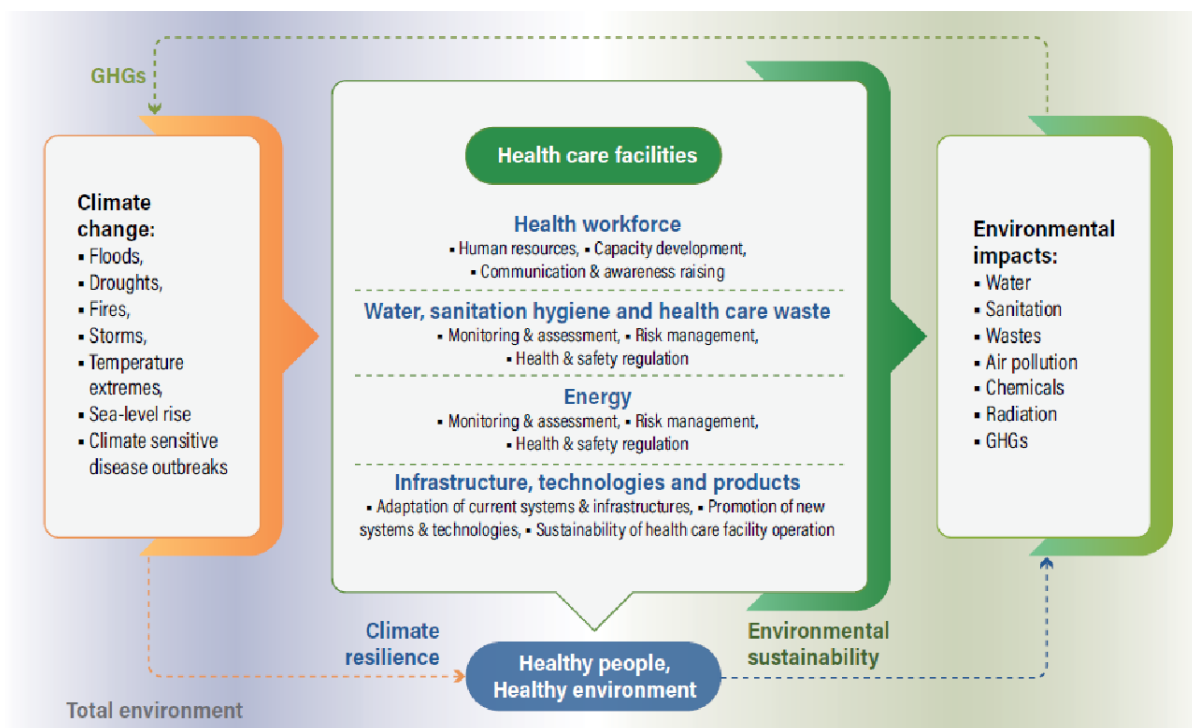 GHGs
Climate
change:
▪ Floods,
▪ Droughts,
▪ Fires,
▪ Storms,
▪ Temperature
extremes,
▪ Sea-level rise
▪ Climate sensitive
disease outbreaks
Health care facilities
Health workforce
▪ Human resources, ▪ Capacity development,
▪ Communication & awareness raising
Water, sanitation hygiene and health care waste
▪ Monitoring & assessment, ▪ Risk management,
▪ Health & safety regulation
Energy
▪ Monitoring & assessment, ▪ Risk management,
▪ Health & safety regulation
Infrastructure, technologies and products
▪ Adaptation of current systems & infrastructures, ▪ Promotion of new
systems & technologies, ▪ Sustainability of health care facility operation
Environmental
impacts:
▪ Water
▪ Sanitation
▪ Wastes
▪ Air pollution
▪ Chemicals
▪ Radiation
▪ GHGs
Climate
resilience
Healthy people,
Healthy environment
Environmental
sustainability
Total environment